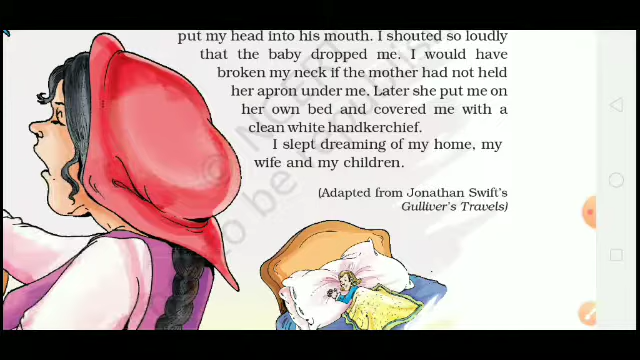 put my head into his mouth. I shouted so loudly
that the baby dropped me. I would have
broken my neck if the mother had not held
her apron under me. Later she put me on
her own bed and covered me with a
clean white handkerchief.
I slept dreaming of my home, my
wife and my children.
(Adapted from Jonathan Swift's
Gulliver's Travels)